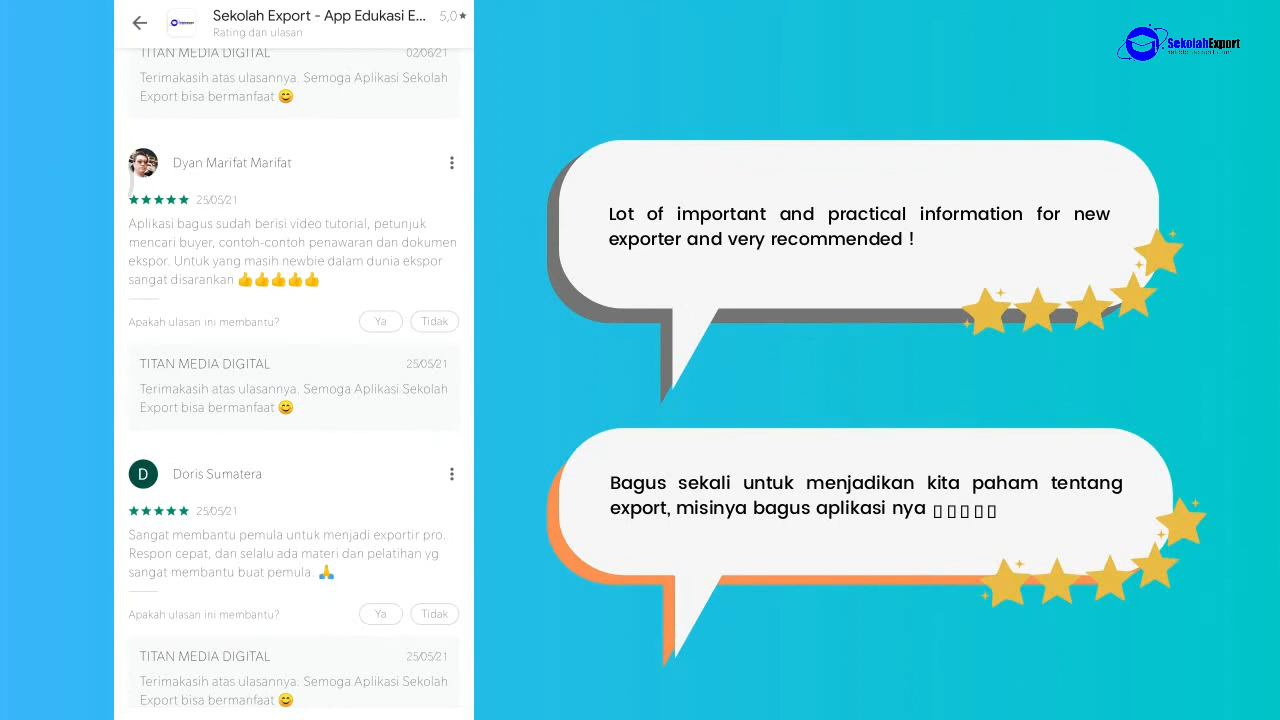 Sekolah Export - App Edukasi E...
5,0★
Rating dan ulasan
TITAN MEDIA DIGITAL
02/06/21
Terimakasih atas ulasannya. Semoga Aplikasi Sekolah
Export bisa bermanfaat 😊
Dyan Marifat Marifat
★★★★★ 25/05/21
Aplikasi bagus sudah berisi video tutorial, petunjuk
mencari buyer, contoh-contoh penawaran dan dokumen
ekspor. Untuk yang masih newbie dalam dunia ekspor
sangat disarankan 👍👍👍👍👍
Apakah ulasan ini membantu?
Ya
Tidak
TITAN MEDIA DIGITAL
25/05/21
Terimakasih atas ulasannya. Semoga Aplikasi Sekolah
Export bisa bermanfaat 😊
D
Doris Sumatera
★★★★★ 25/05/21
Sangat membantu pemula untuk menjadi exportir pro.
Respon cepat, dan selalu ada materi dan pelatihan yg
sangat membantu buat pemula. 🙏
Apakah ulasan ini membantu?
Ya
Tidak
TITAN MEDIA DIGITAL
25/05/21
Terimakasih atas ulasannya. Semoga Aplikasi Sekolah
Export bisa bermanfaat 😊
SekolahExport
Lot of important and practical information for new
exporter and very recommended !
Bagus sekali untuk menjadikan kita paham tentang
export, misinya bagus aplikasi nya ▯▯▯▯▯